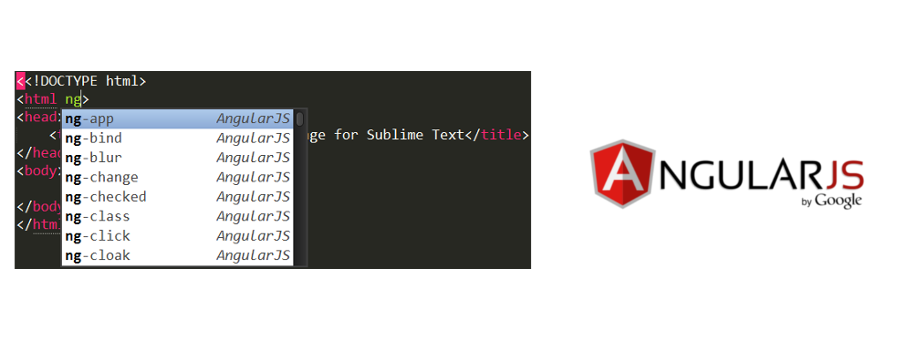 <<!DOCTYPE html>
<html ng>
<head>
ng-app AngularJS
ng-bind AngularJS
ge for Sublime Text</title>
ng-blur AngularJS
</head
ng-change AngularJS
<body>
ng-checked AngularJS
ng-class AngularJS
</body
ng-click AngularJS
</html
ng-cloak AngularJS
ANGULARJS
by Google